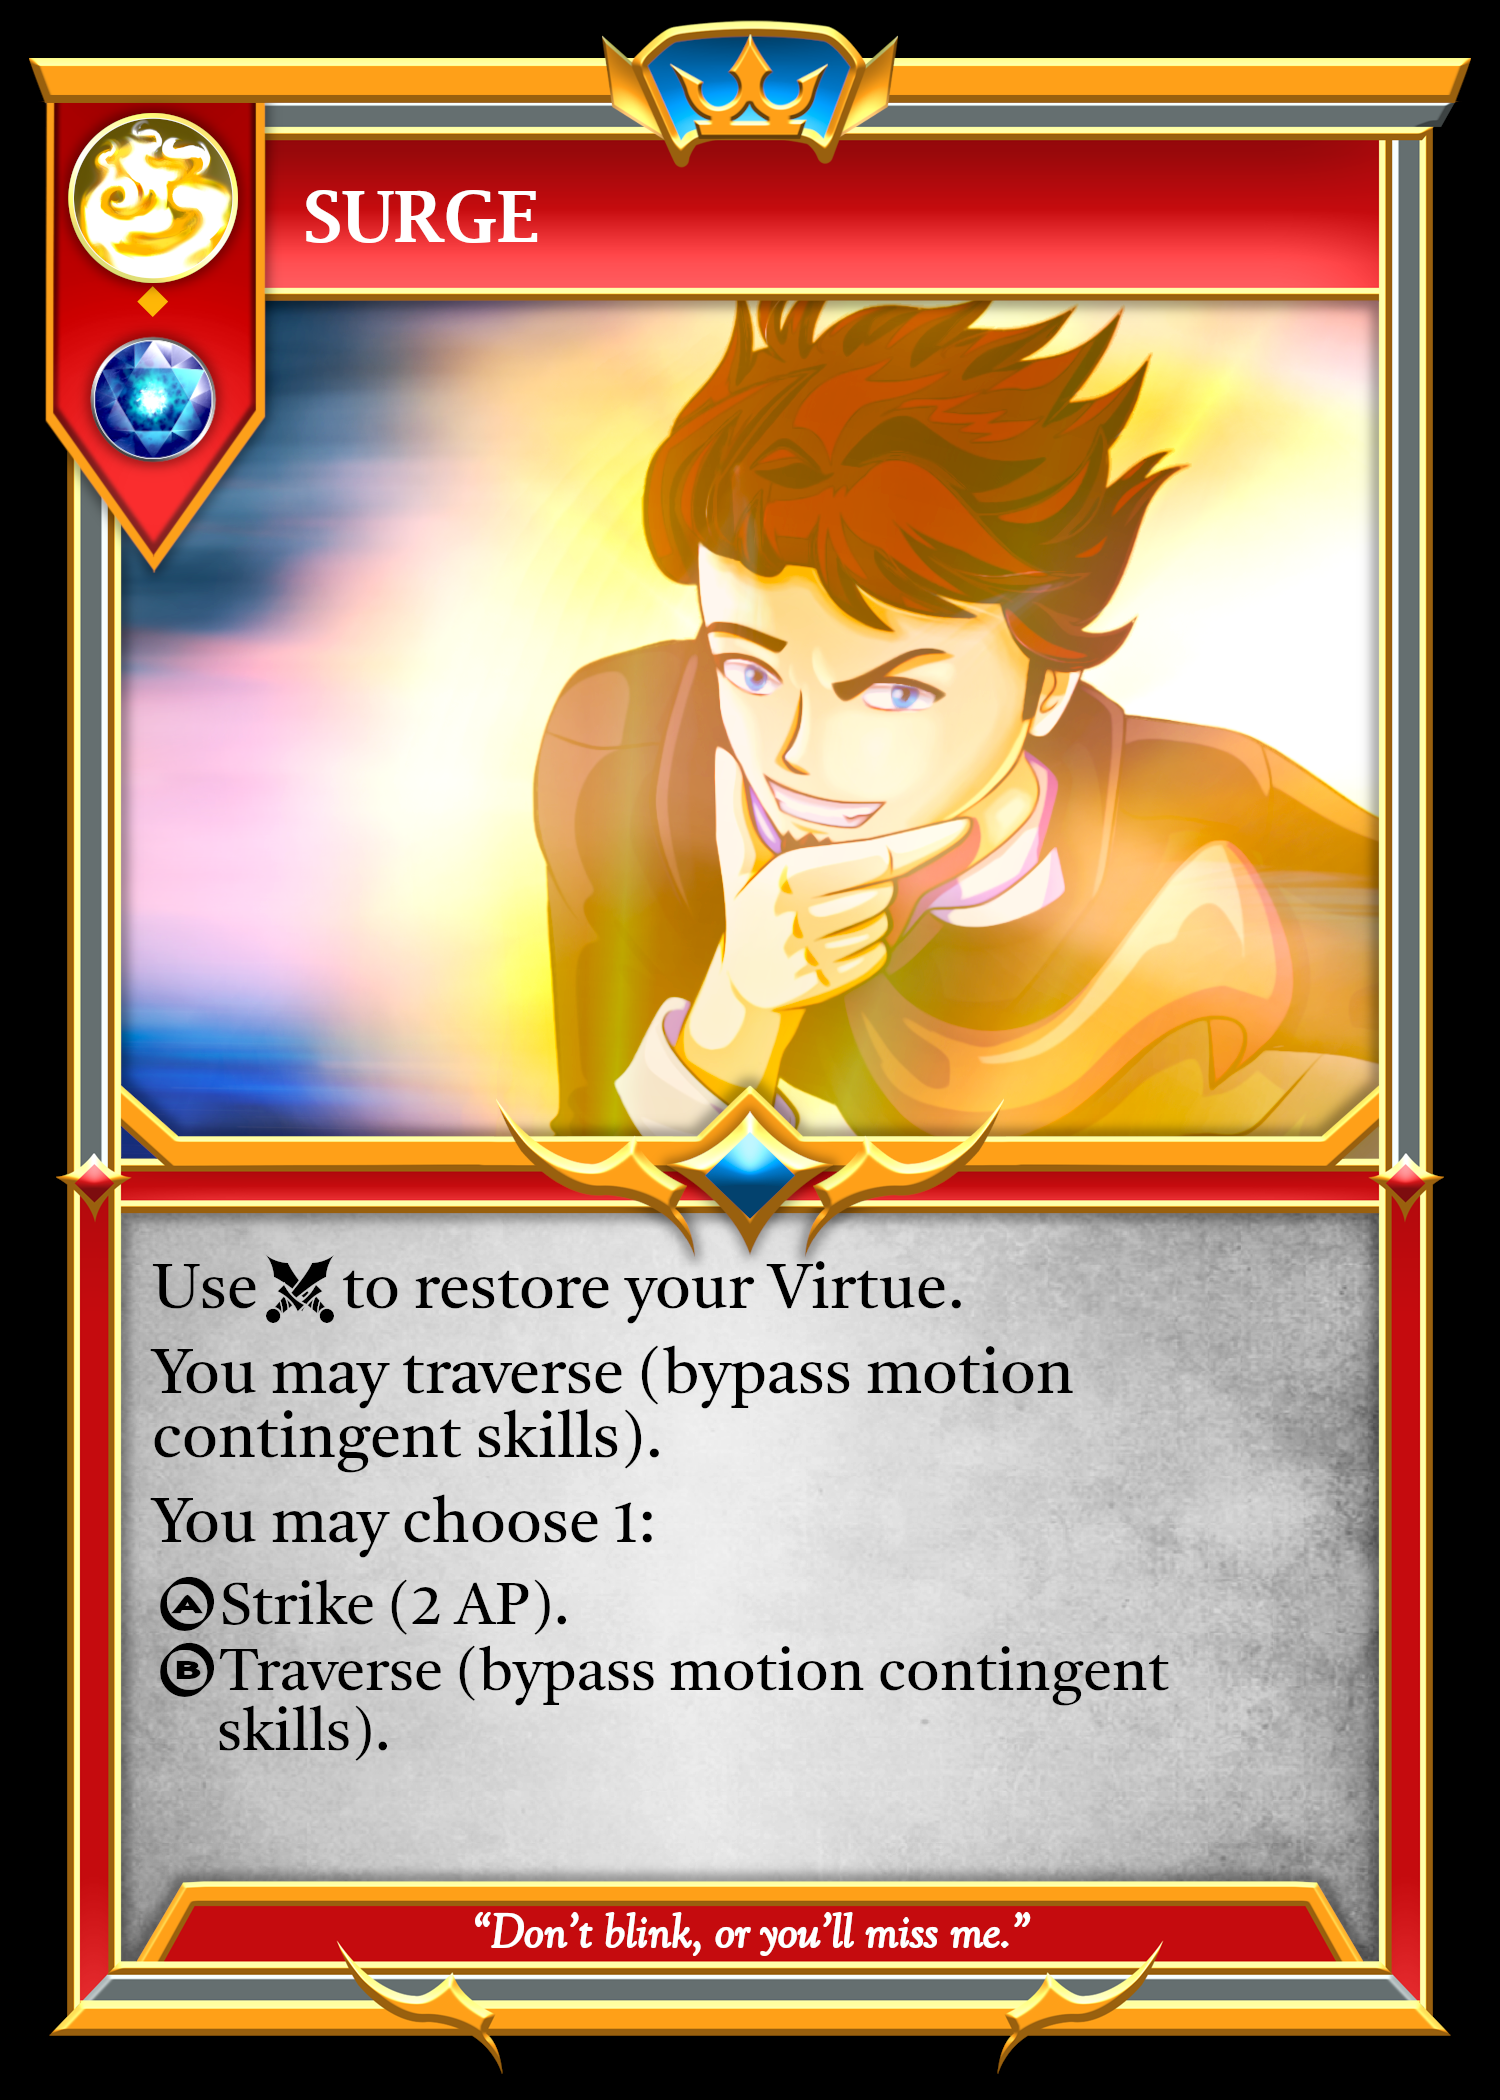 SURGE
Use to restore your Virtue.
You may traverse (bypass motion
contingent skills).
You may choose 1:
A Strike (2 AP).
B Traverse (bypass motion contingent
skills).
“Don’t blink, or you’ll miss me.”